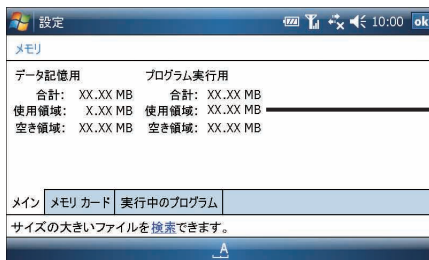 設定 10:00 ok
メモリ
データ記憶用 プログラム実行用
合計: XX.XX MB 合計: XX.XX MB
使用領域: X.XX MB 使用領域: XX.XX MB
空き領域: XX.XX MB 空き領域: XX.XX MB
メイン メモリ カード 実行中のプログラム
サイズの大きいファイルを検索できます。
A